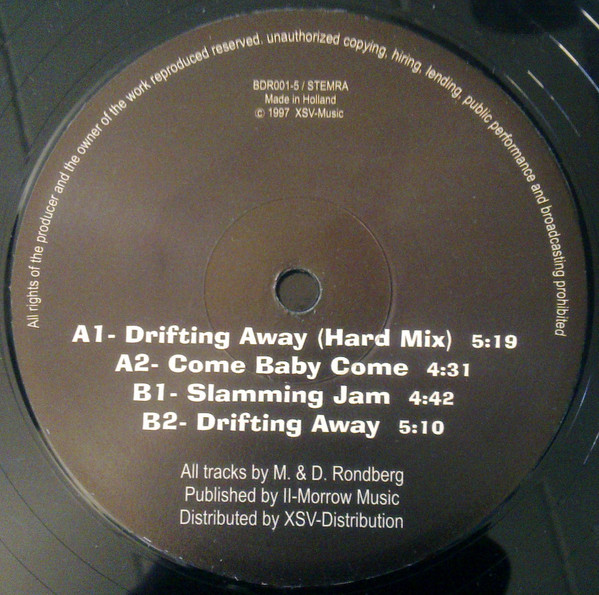 All rights of the producer and the owner of the work reproduced reserved. unauthorized copying, hiring, lending, public performance and broadcasting prohibited
BDR001-5 / STEMRA
Made in Holland
© 1997 XSV-Music
A1- Drifting Away (Hard Mix) 5:19
A2- Come Baby Come 4:31
B1- Slamming Jam 4:42
B2- Drifting Away 5:10
All tracks by M. & D. Rondberg
Published by II-Morrow Music
Distributed by XSV-Distribution